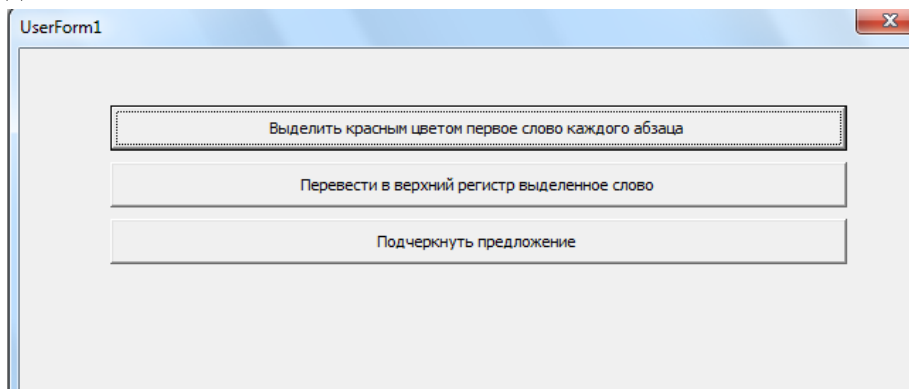 UserForm1
Выделить красным цветом первое слово каждого абзаца
Перевести в верхний регистр выделенное слово
Подчеркнуть предложение